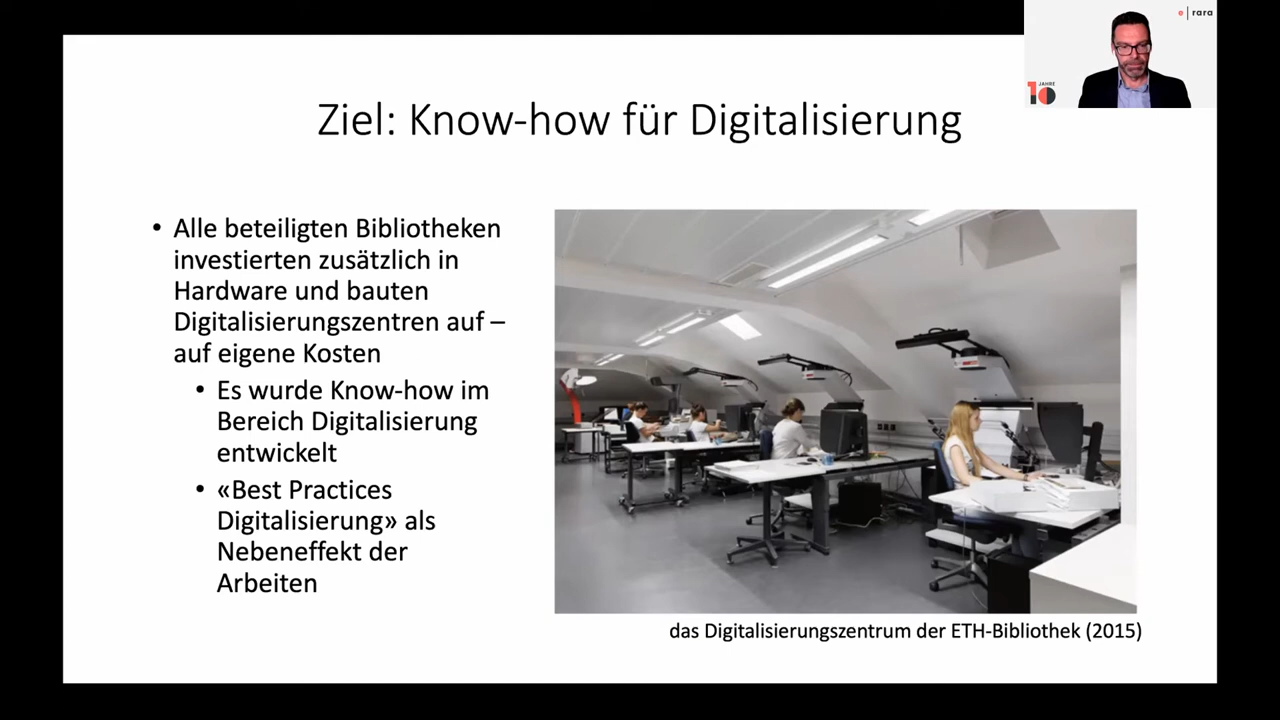 e | rara
10 JAHRE
Ziel: Know-how für Digitalisierung
• Alle beteiligten Bibliotheken
investierten zusätzlich in
Hardware und bauten
Digitalisierungszentren auf –
auf eigene Kosten
• Es wurde Know-how im
Bereich Digitalisierung
entwickelt
• «Best Practices
Digitalisierung» als
Nebeneffekt der
Arbeiten
das Digitalisierungszentrum der ETH-Bibliothek (2015)